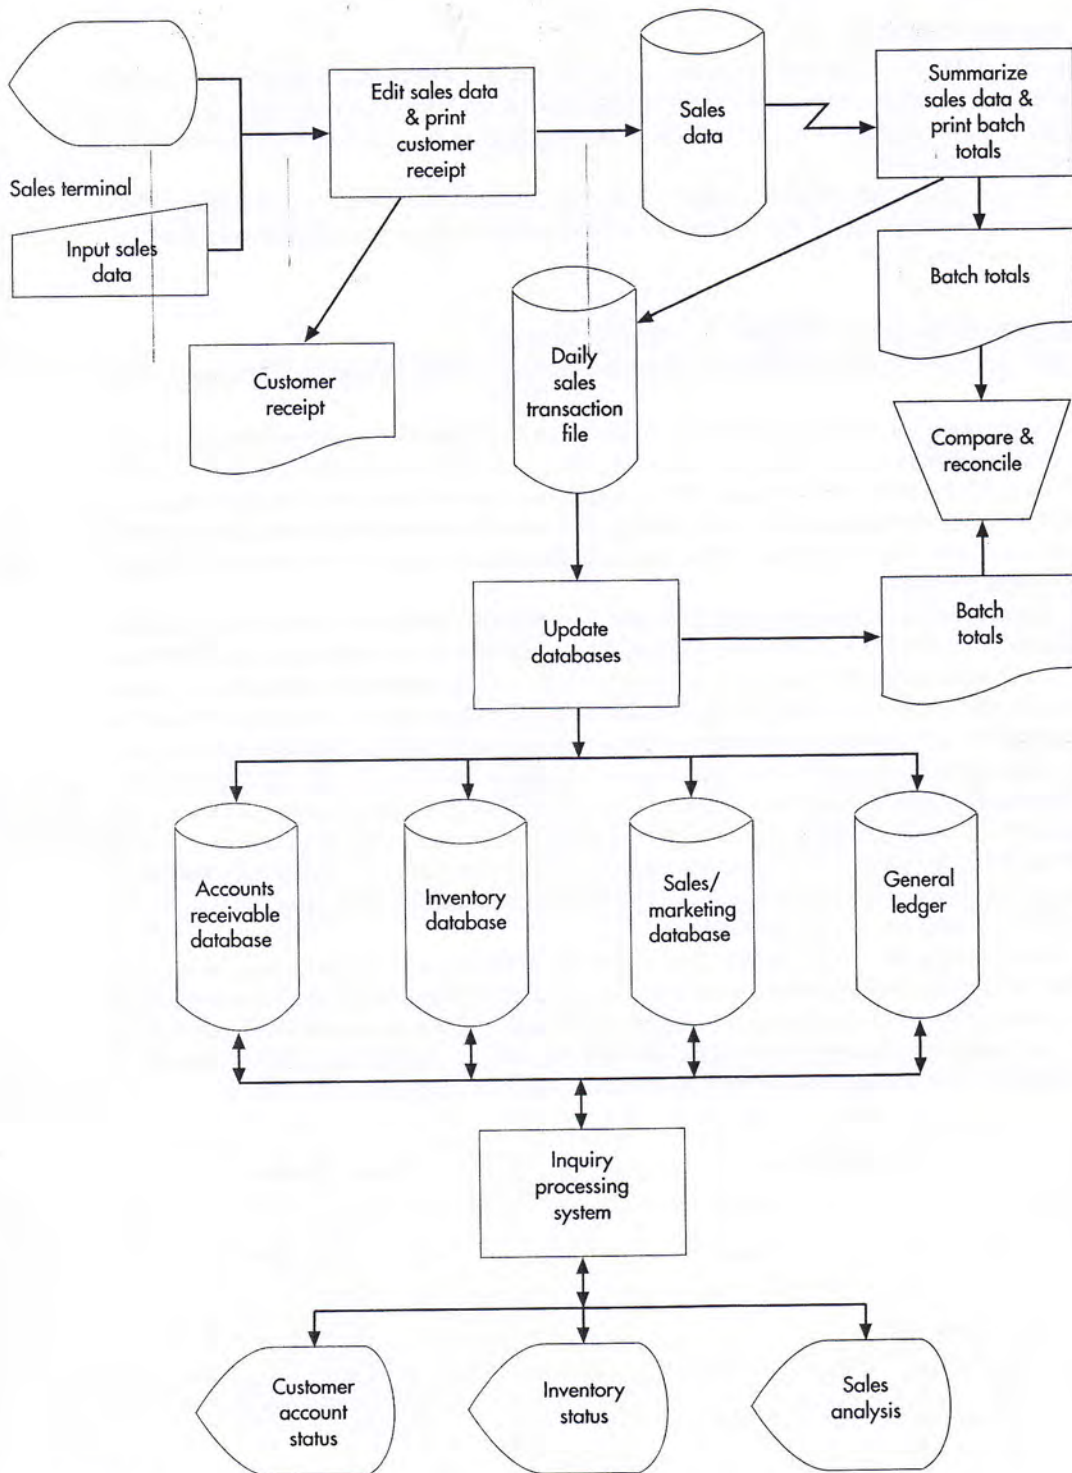 Edit sales data
& print
customer
receipt
Sales
data
Summarize
sales data &
print batch
totals
Sales terminal
Input sales
data
Batch totals
Customer
receipt
Daily
sales
transaction
file
Compare &
reconcile
Update
databases
Batch
totals
Accounts
receivable
database
Inventory
database
Sales/
marketing
database
General
ledger
Inquiry
processing
system
Customer
account
status
Inventory
status
Sales
analysis